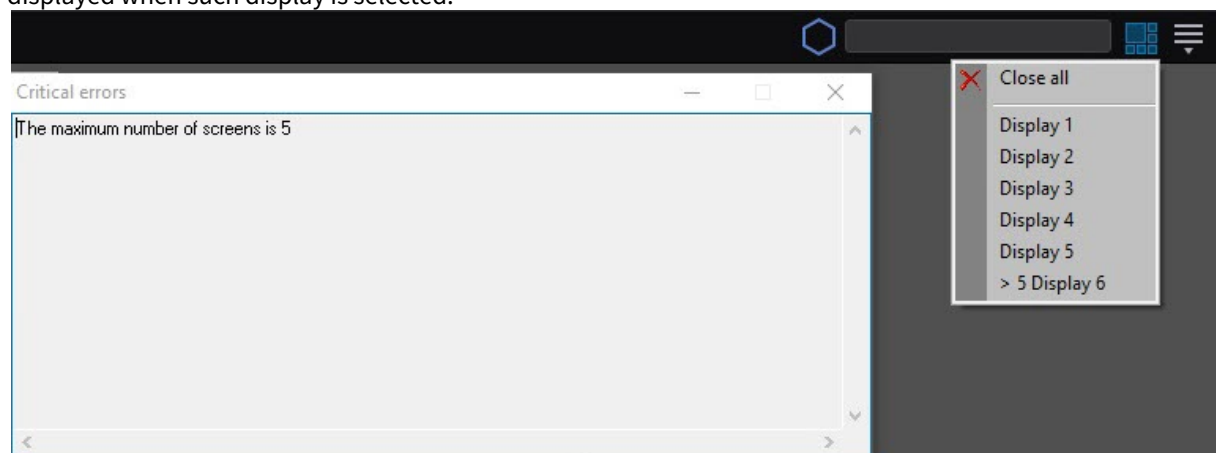 displayed when such display is selected.
Critical errors
The maximum number of screens is 5
Close all
Display 1
Display 2
Display 3
Display 4
Display 5
> 5 Display 6